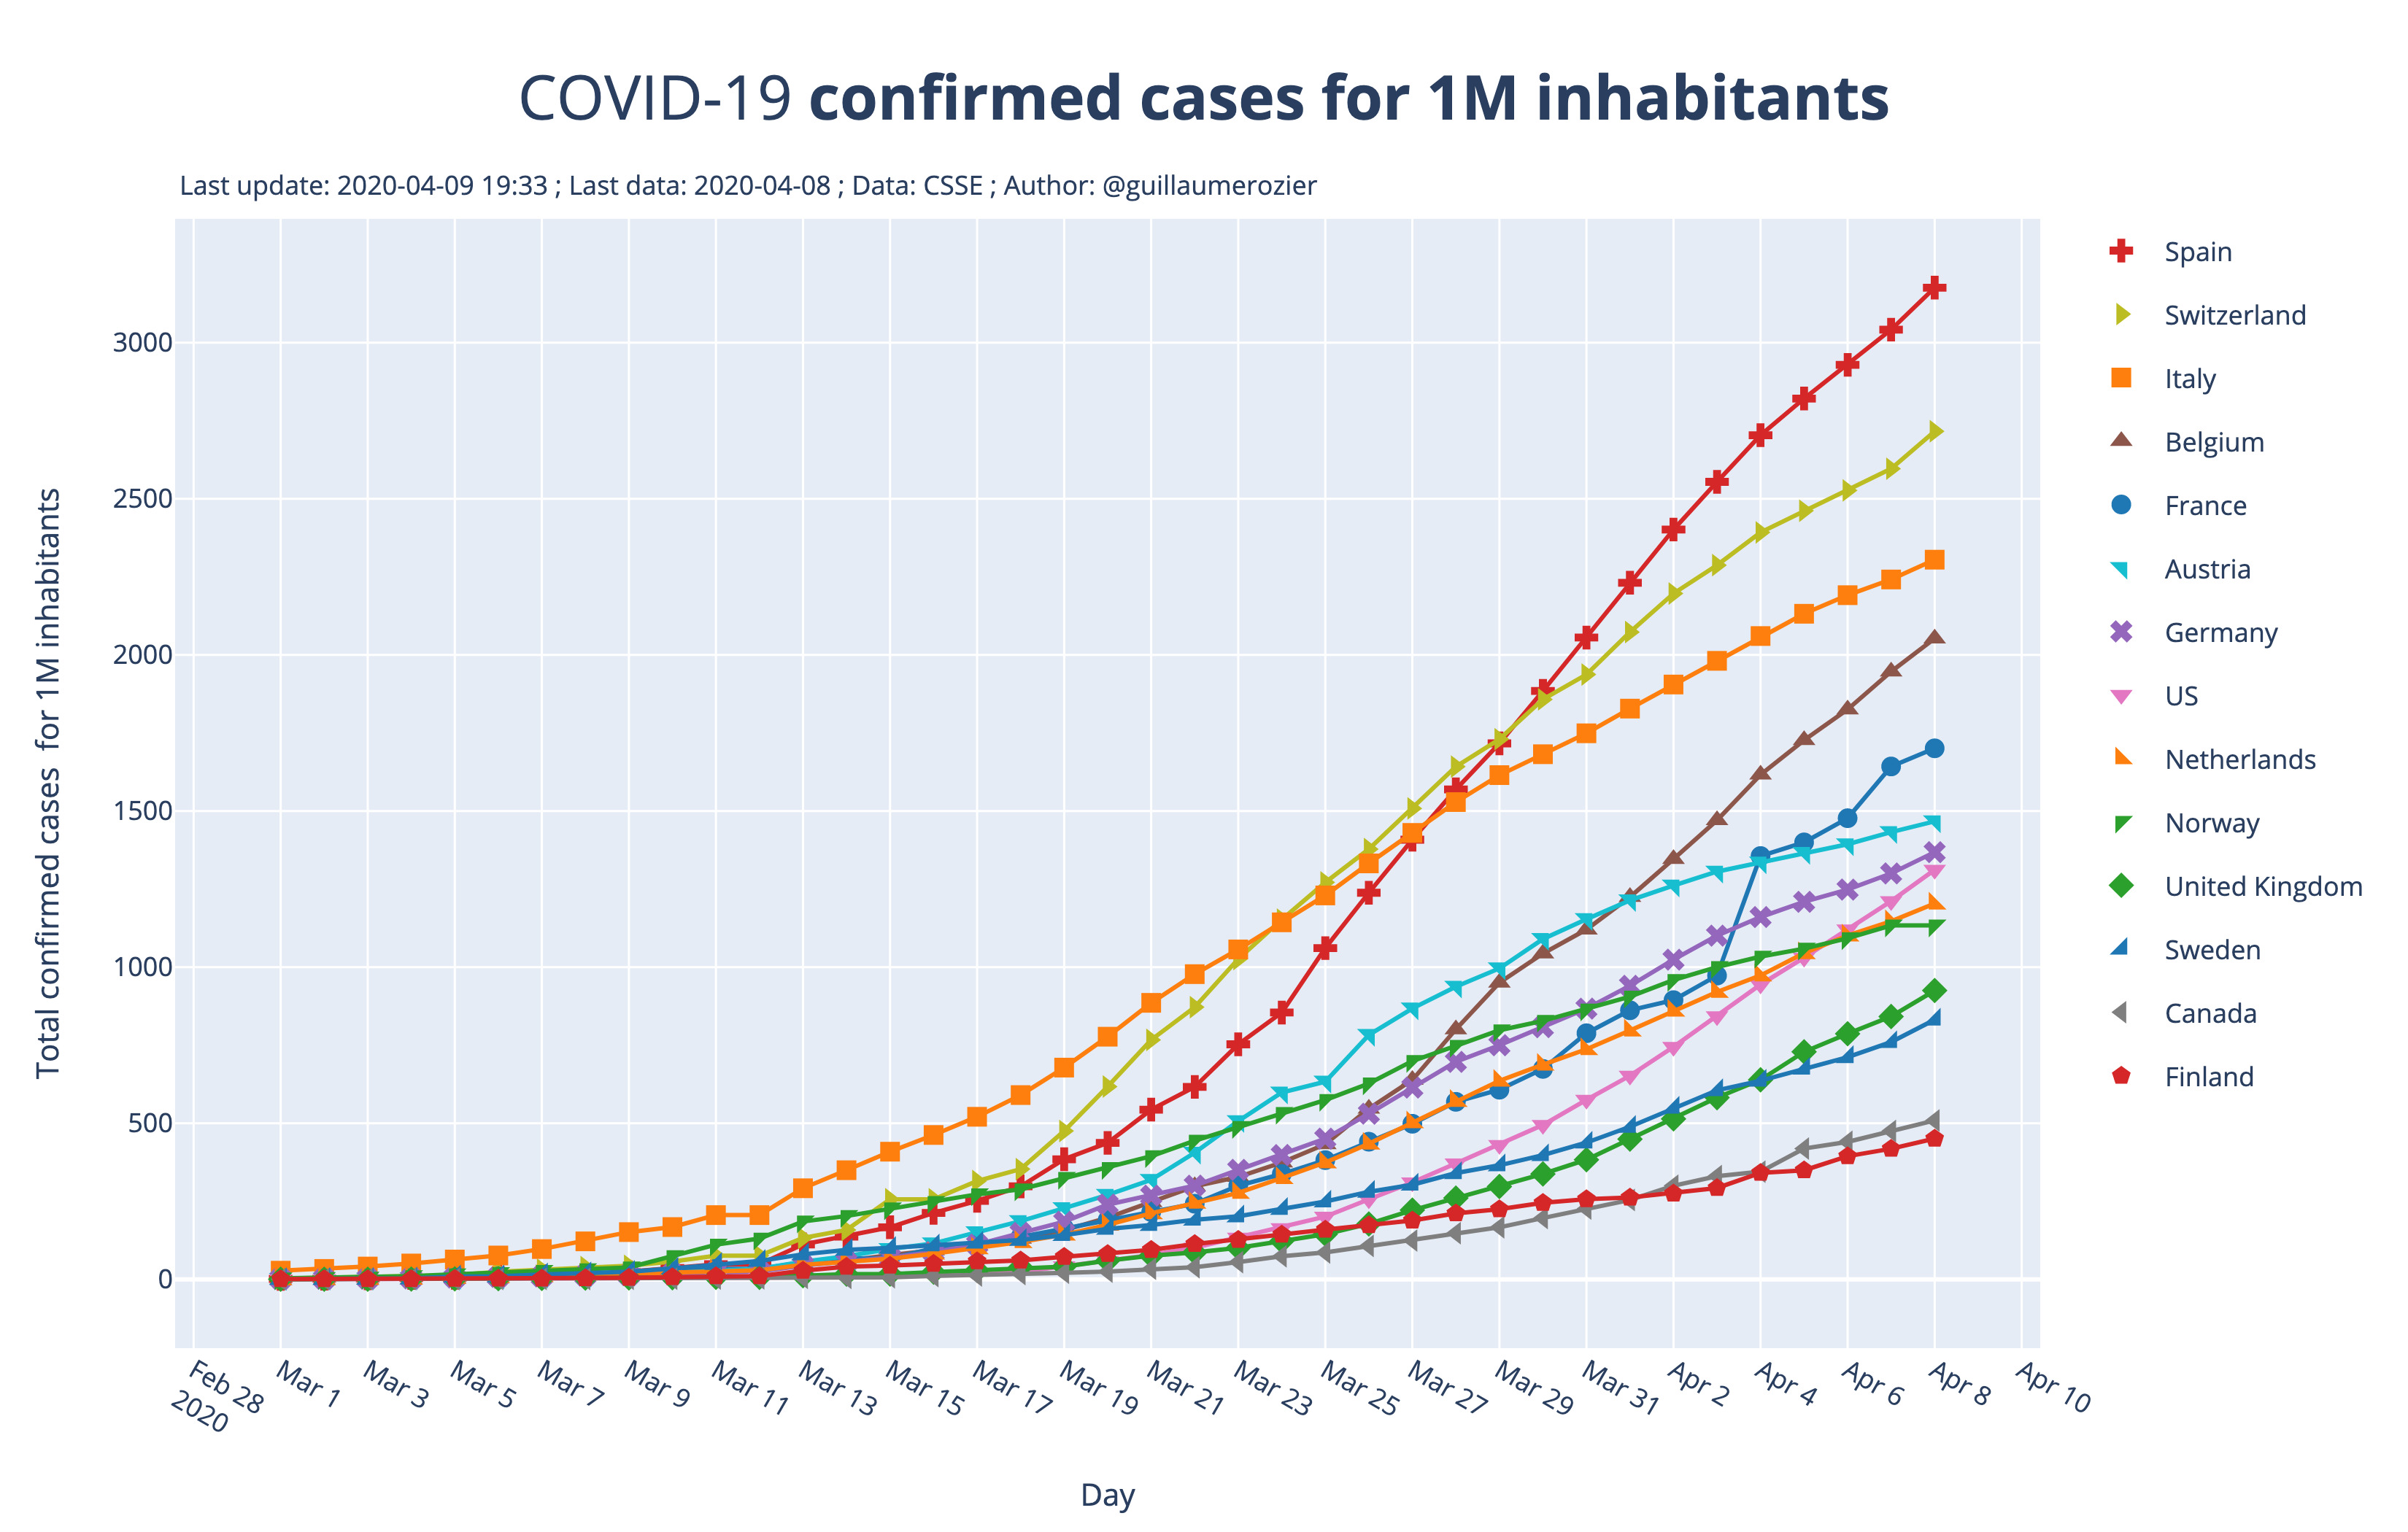 COVID-19 confirmed cases for 1M inhabitants
Last update: 2020-04-09 19:33 ; Last data: 2020-04-08 ; Data: CSSE ; Author: @guillaumerozier
Total confirmed cases for 1M inhabitants
3000
2500
2000
1500
1000
500
0
Feb 28
2020
Mar 1
Mar 3
Mar 5
Mar 7
Mar 9
Mar 11
Mar 13
Mar 15
Mar 17
Mar 19
Mar 21
Mar 23
Mar 25
Mar 27
Mar 29
Mar 31
Apr 2
Apr 4
Apr 6
Apr 8
Apr 10
Day
Spain
Switzerland
Italy
Belgium
France
Austria
Germany
US
Netherlands
Norway
United Kingdom
Sweden
Canada
Finland